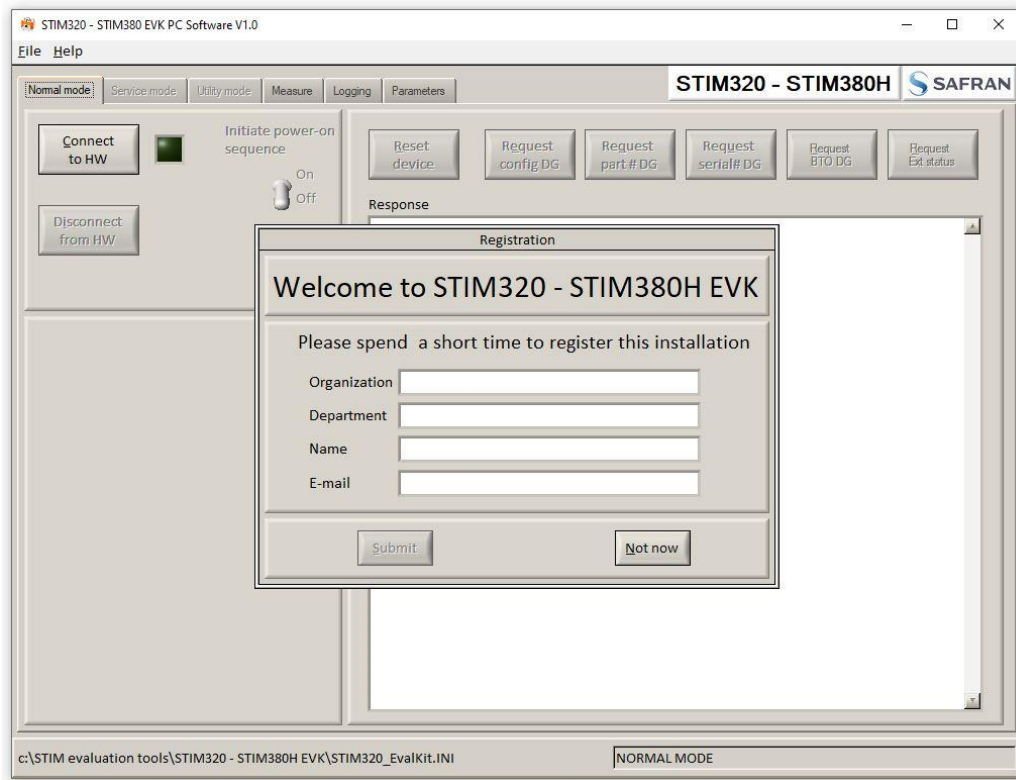 STIM320 - STIM380 EVK PC Software V1.0
File Help
Normal mode Service mode Utility mode Measure Logging Parameters
STIM320 - STIM380H SAFRAN
Connect
to HW
Initiate power-on
sequence
On
Off
Disconnect
from HW
Reset
device
Request
config DG
Request
part # DG
Request
serial# DG
Request
BTO DG
Request
Ext status
Response
Registration
Welcome to STIM320 - STIM380H EVK
Please spend a short time to register this installation
Organization
Department
Name
E-mail
Submit Not now
c:\STIM evaluation tools\STIM320 - STIM380H EVK\STIM320_EvalKit.INI NORMAL MODE